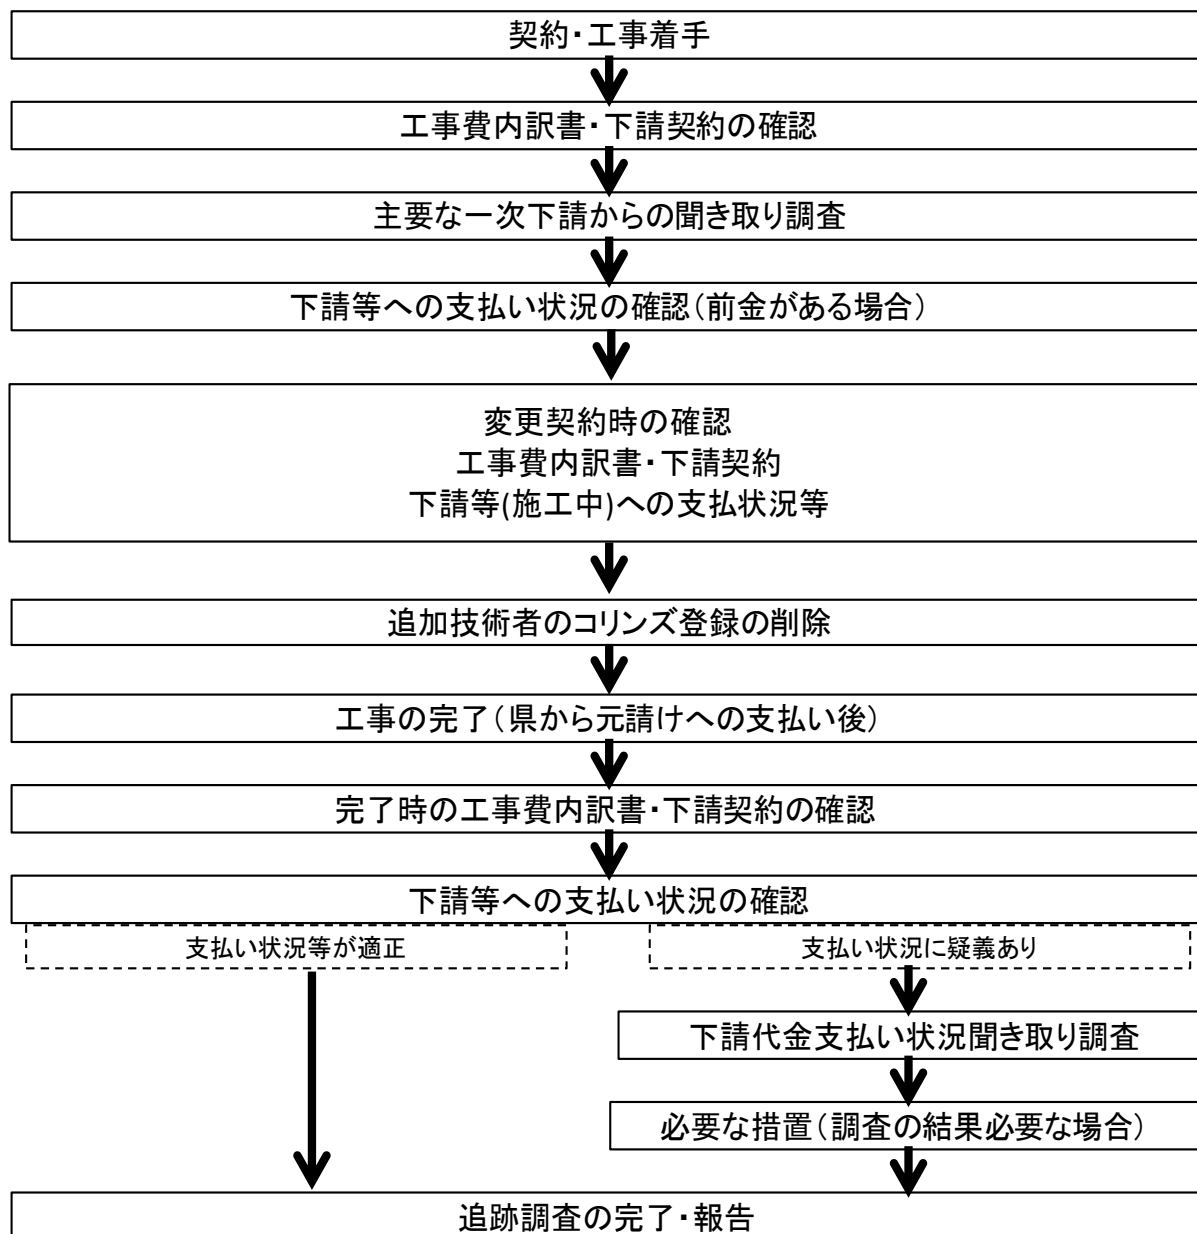 契約・工事着手
工事費内訳書・下請契約の確認
主要な一次下請からの聞き取り調査
下請等への支払い状況の確認（前金がある場合）
変更契約時の確認
工事費内訳書・下請契約
下請等(施工中)への支払状況等
追加技術者のコリンズ登録の削除
工事の完了（県から元請けへの支払い後）
完了時の工事費内訳書・下請契約の確認
下請等への支払い状況の確認
支払い状況等が適正
支払い状況に疑義あり
下請代金支払い状況聞き取り調査
必要な措置（調査の結果必要な場合）
追跡調査の完了・報告